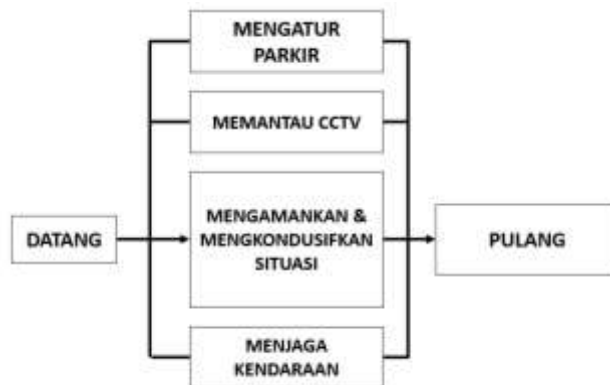 MENGATUR
PARKIR
MEMANTAU CCTV
DATANG
MENGAMANKAN &
MENGKONDUSIFKAN
SITUASI
PULANG
MENJAGA
KENDARAAN